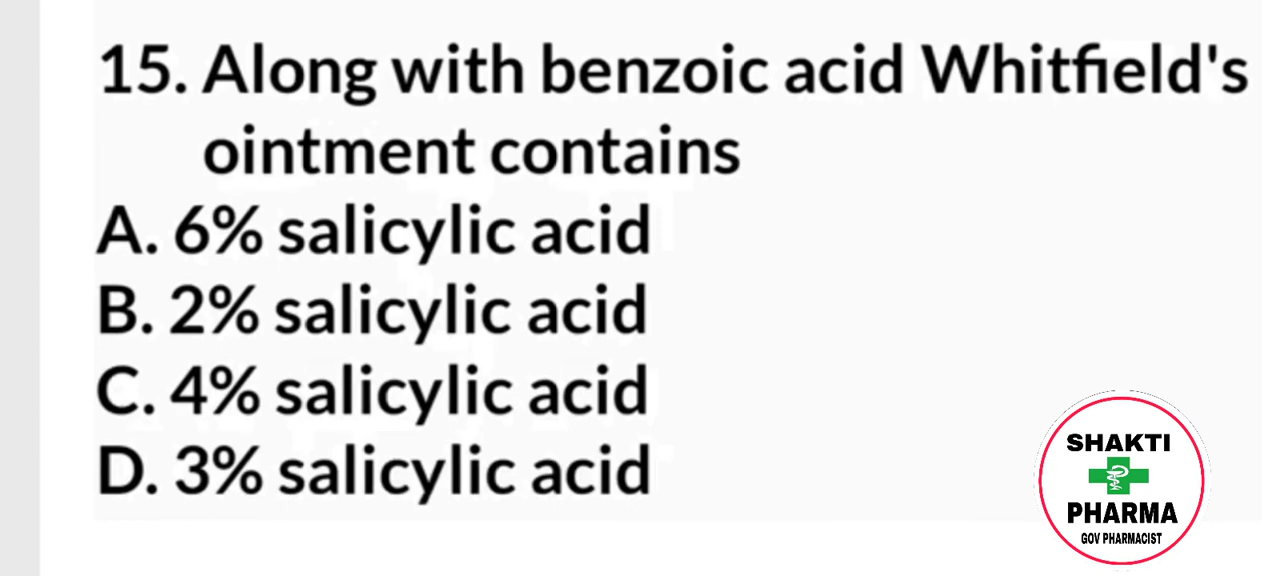 15. Along with benzoic acid Whitfield's
ointment contains
A. 6% salicylic acid
B. 2% salicylic acid
C. 4% salicylic acid
D. 3% salicylic acid
SHAKTI
PHARMA
GOV PHARMACIST